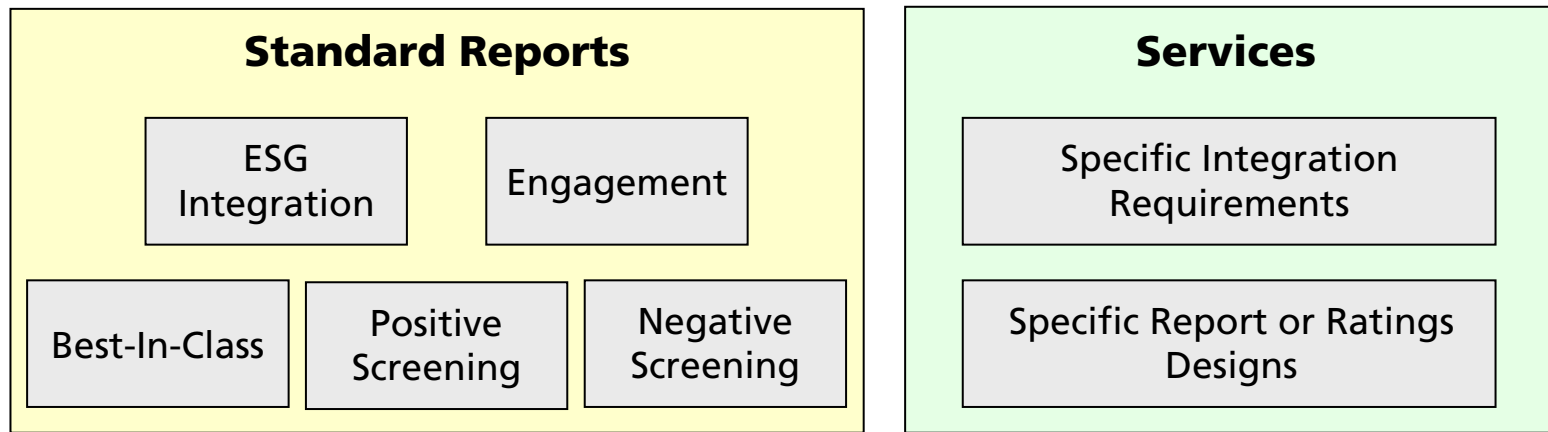 Standard Reports
ESG
Integration
Engagement
Best-In-Class
Positive
Screening
Negative
Screening
Services
Specific Integration
Requirements
Specific Report or Ratings
Designs